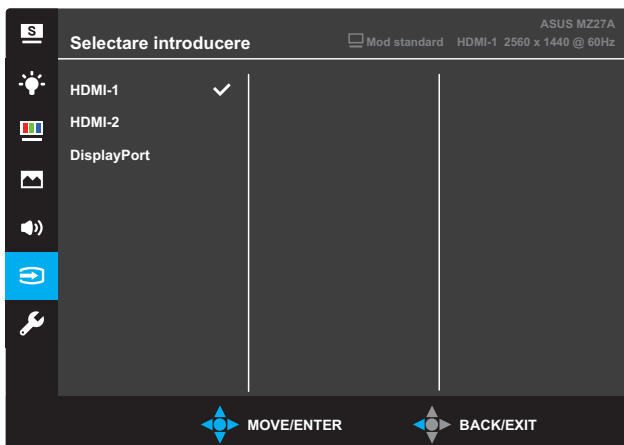 S
ASUS MZ27A
Selectare introducere
Mod standard HDMI-1 2560 x 1440 @ 60Hz
HDMI-1
HDMI-2
DisplayPort
MOVE/ENTER BACK/EXIT